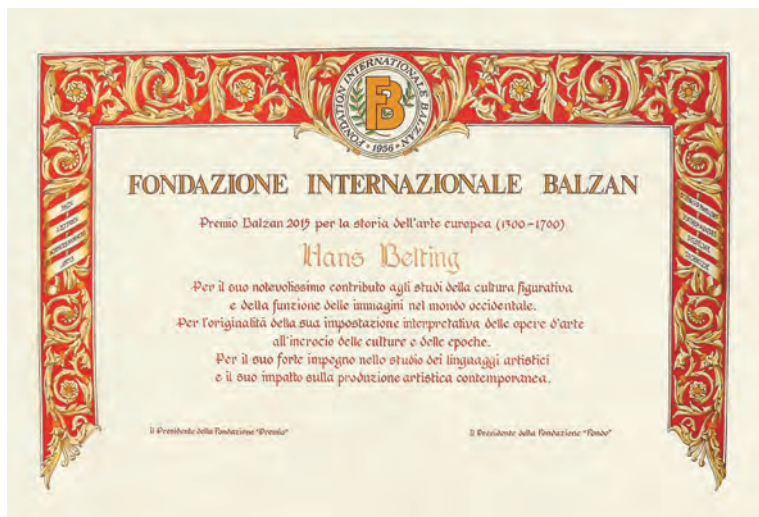 FONDATION INTERNATIONALE BALZAN
FB
• 1956 •
FONDAZIONE INTERNAZIONALE BALZAN
Premio Balzan 2015 per la storia dell'arte europea (1300–1700)
Hans Belting
Per il suo notevolissimo contributo agli studi della cultura figurativa
e della funzione delle immagini nel mondo occidentale.
Per l'originalità della sua impostazione interpretativa delle opere d'arte
all'incrocio delle culture e delle epoche.
Per il suo forte impegno nello studio dei linguaggi artistici
e il suo impatto sulla produzione artistica contemporanea.
Il Presidente della Fondazione "Premio"
Il Presidente della Fondazione "Fondo"